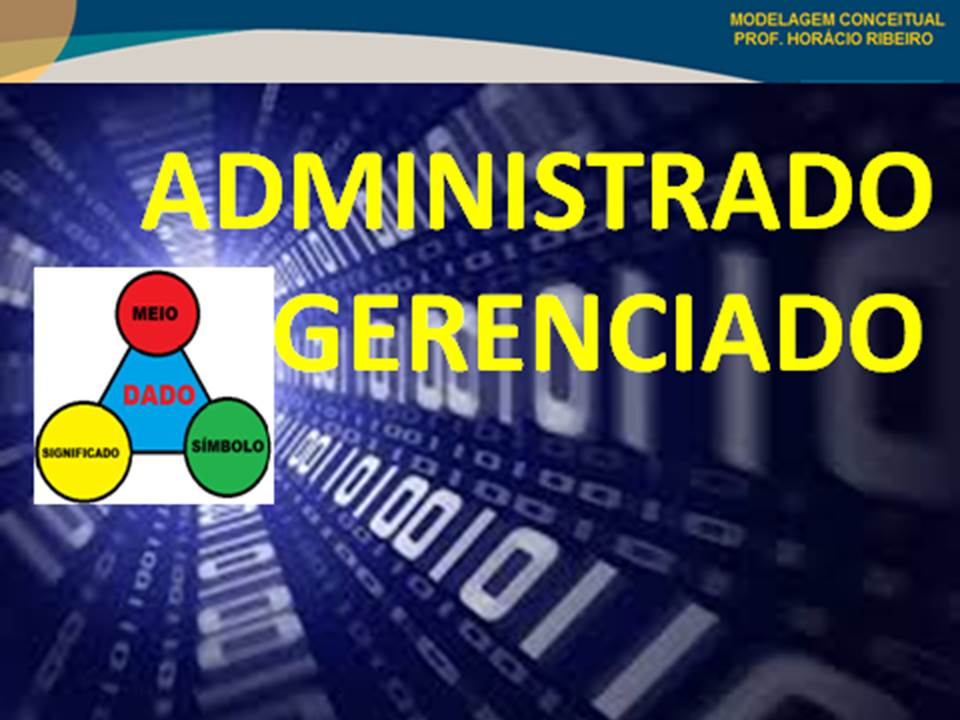 MODELAGEM CONCEITUAL
PROF. HORÁCIO RIBEIRO
ADMINISTRADO
GERENCIADO
MEIO
DADO
SIGNIFICADO
SÍMBOLO